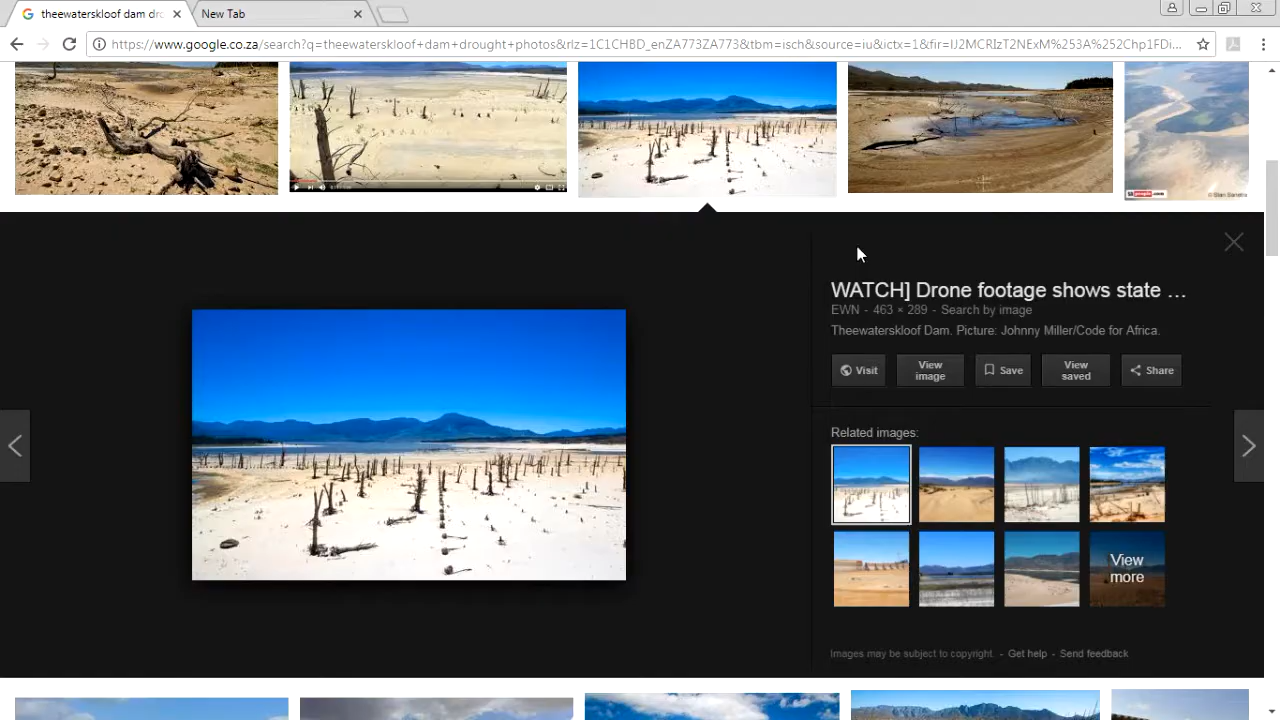 theewaterskloof dam dro
New Tab
https://www.google.co.za/search?q=theewaterskloof+dam+drought+photos&rlz=1C1CHBD_enZA773ZA773&tbm=isch&source=iu&ictx=1&fir=IJ2MCRIzT2NExM%253A%252Chp1FDi...
WATCH] Drone footage shows state ...
EWN - 463 × 289 - Search by image
Theewaterskloof Dam. Picture: Johnny Miller/Code for Africa.
Visit
View image
Save
View saved
Share
Related images:
View
more
Images may be subject to copyright. - Get help - Send feedback